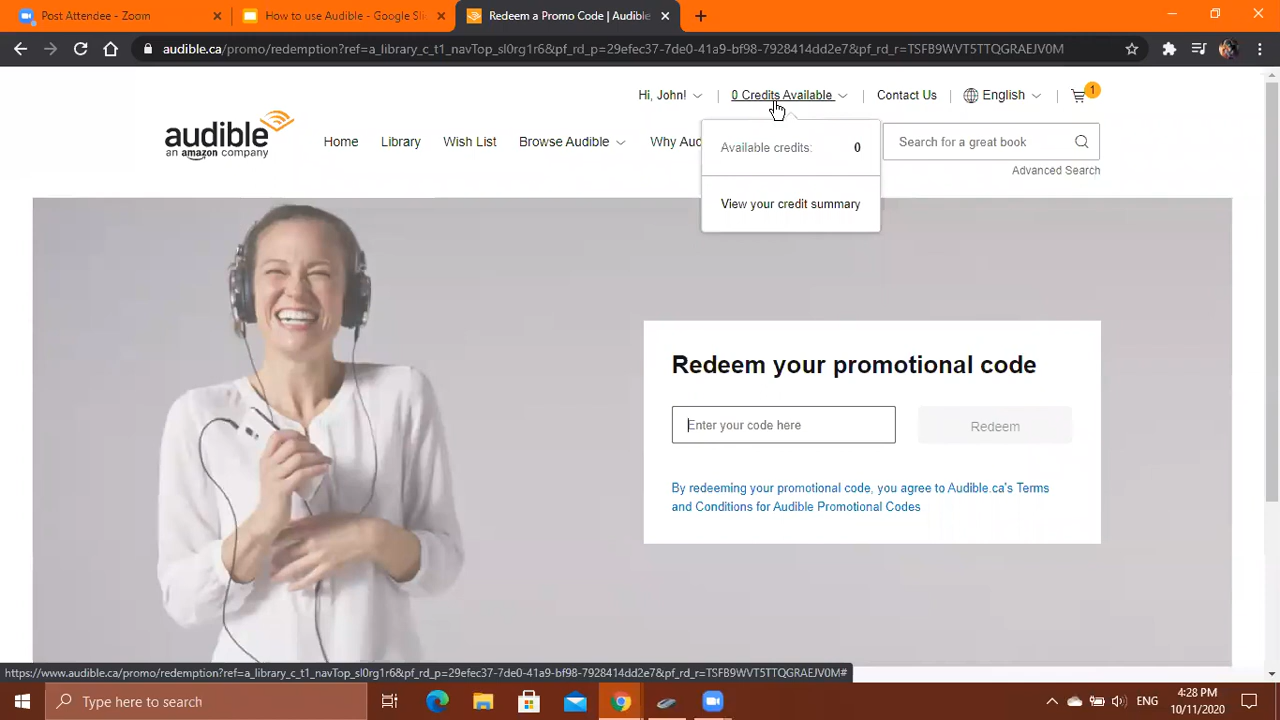 Post Attendee - Zoom
How to use Audible - Google Sli
Redeem a Promo Code | Audible
audible.ca/promo/redemption?ref=a_library_c_t1_navTop_sl0rg1r6&pf_rd_p=29efec37-7de0-41a9-bf98-7928414dd2e7&pf_rd_r=TSFB9WVT5TTQGRAEJV0M
Hi, John!
0 Credits Available
Contact Us
English
1
audible
an amazon company
Home
Library
Wish List
Browse Audible
Why Aud
Available credits: 0
View your credit summary
Search for a great book
Advanced Search
Redeem your promotional code
Enter your code here
Redeem
By redeeming your promotional code, you agree to Audible.ca's Terms
and Conditions for Audible Promotional Codes
https://www.audible.ca/promo/redemption?ref=a_library_c_t1_navTop_sl0rg1r6&pf_rd_p=29efec37-7de0-41a9-bf98-7928414dd2e7&pf_rd_r=TSFB9WVT5TTQGRAEJV0M#
Type here to search
ENG
4:28 PM
10/11/2020